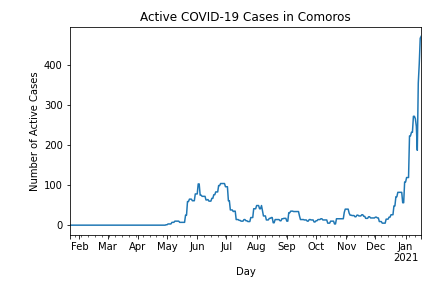 Active COVID-19 Cases in Comoros
Number of Active Cases
400
300
200
100
0
Feb Mar Apr May Jun Jul Aug Sep Oct Nov Dec Jan
2021
Day